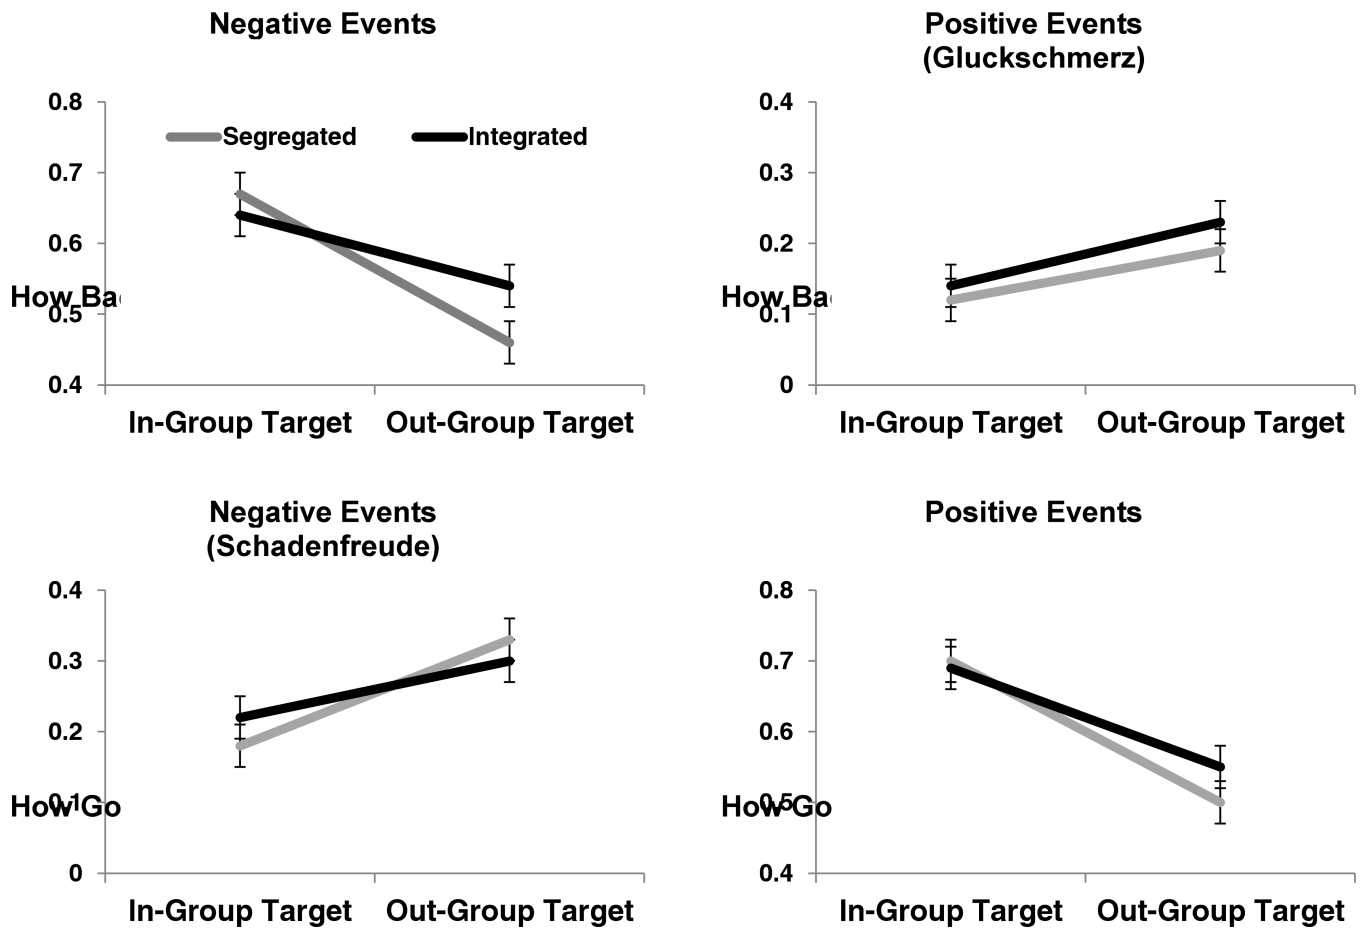 Negative Events
0.8
Segregated
Integrated
0.7
0.6
How Ba
0.5
0.4
In-Group Target
Out-Group Target
Positive Events
(Gluckschmerz)
0.4
0.3
0.2
How Ba
0.1
0
In-Group Target
Out-Group Target
Negative Events
(Schadenfreude)
0.4
0.3
0.2
0.1
How Go
0
In-Group Target
Out-Group Target
Positive Events
0.8
0.7
0.6
0.5
How Go
0.4
In-Group Target
Out-Group Target